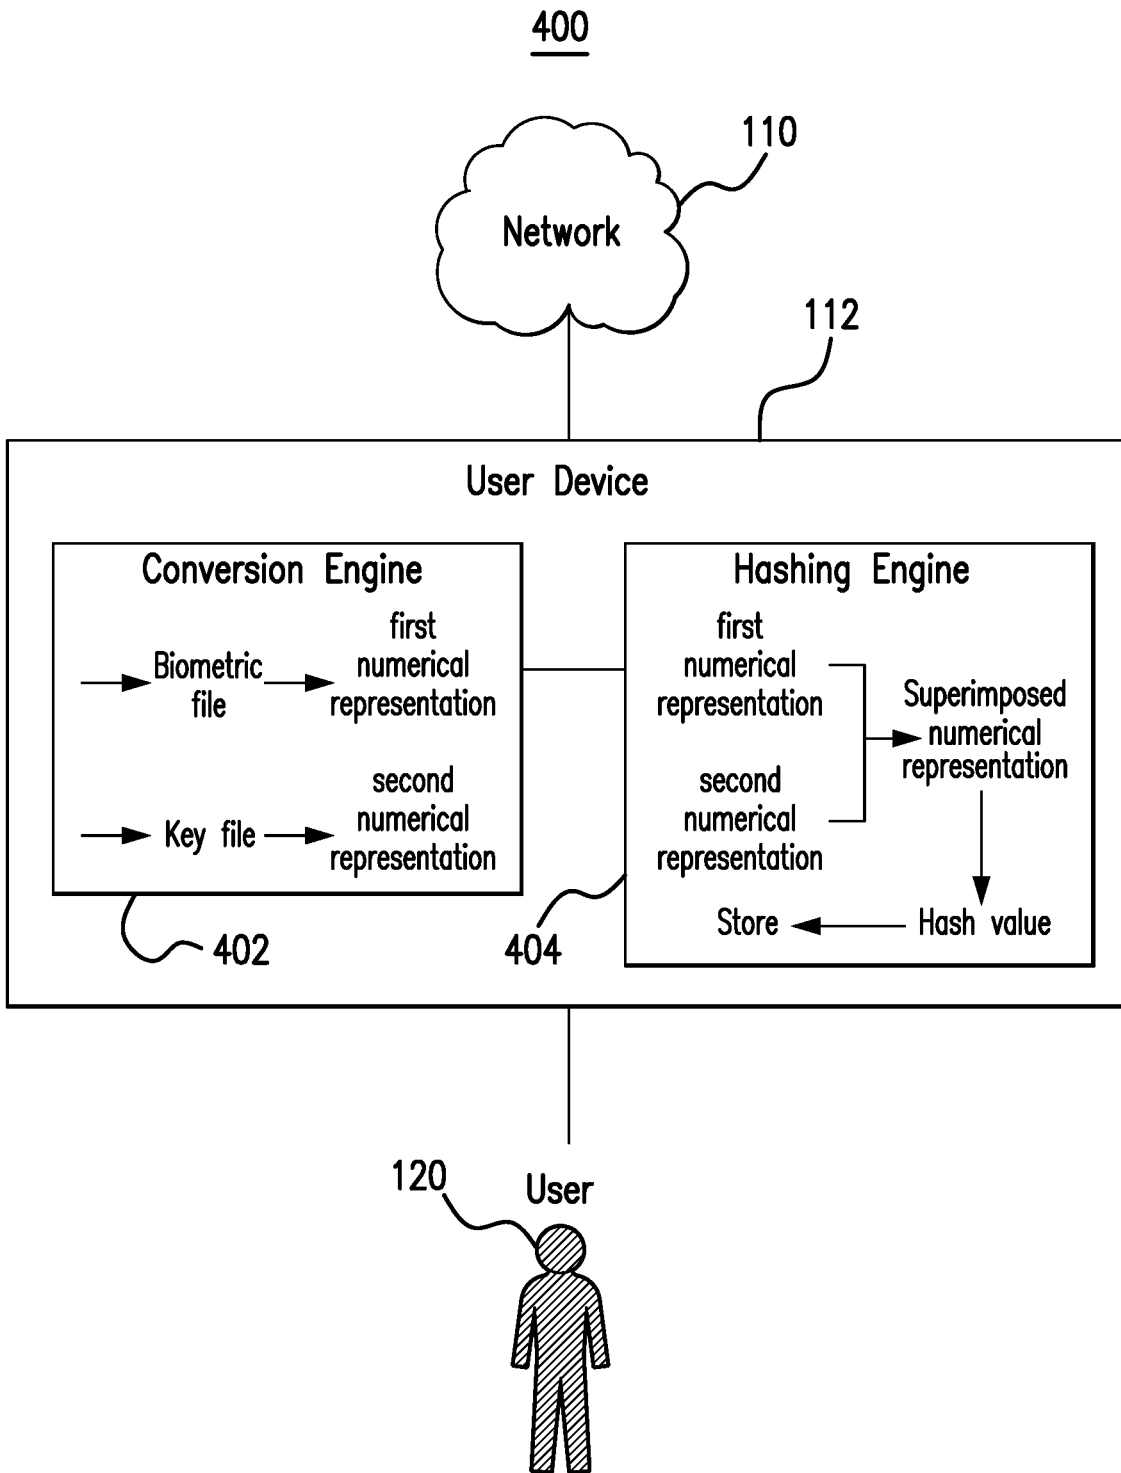 400
110
Network
112
User Device
Conversion Engine
Biometric
file
first
numerical
representation
Key file
second
numerical
representation
402
Hashing Engine
first
numerical
representation
second
numerical
representation
Superimposed
numerical
representation
Hash value
Store
404
120
User